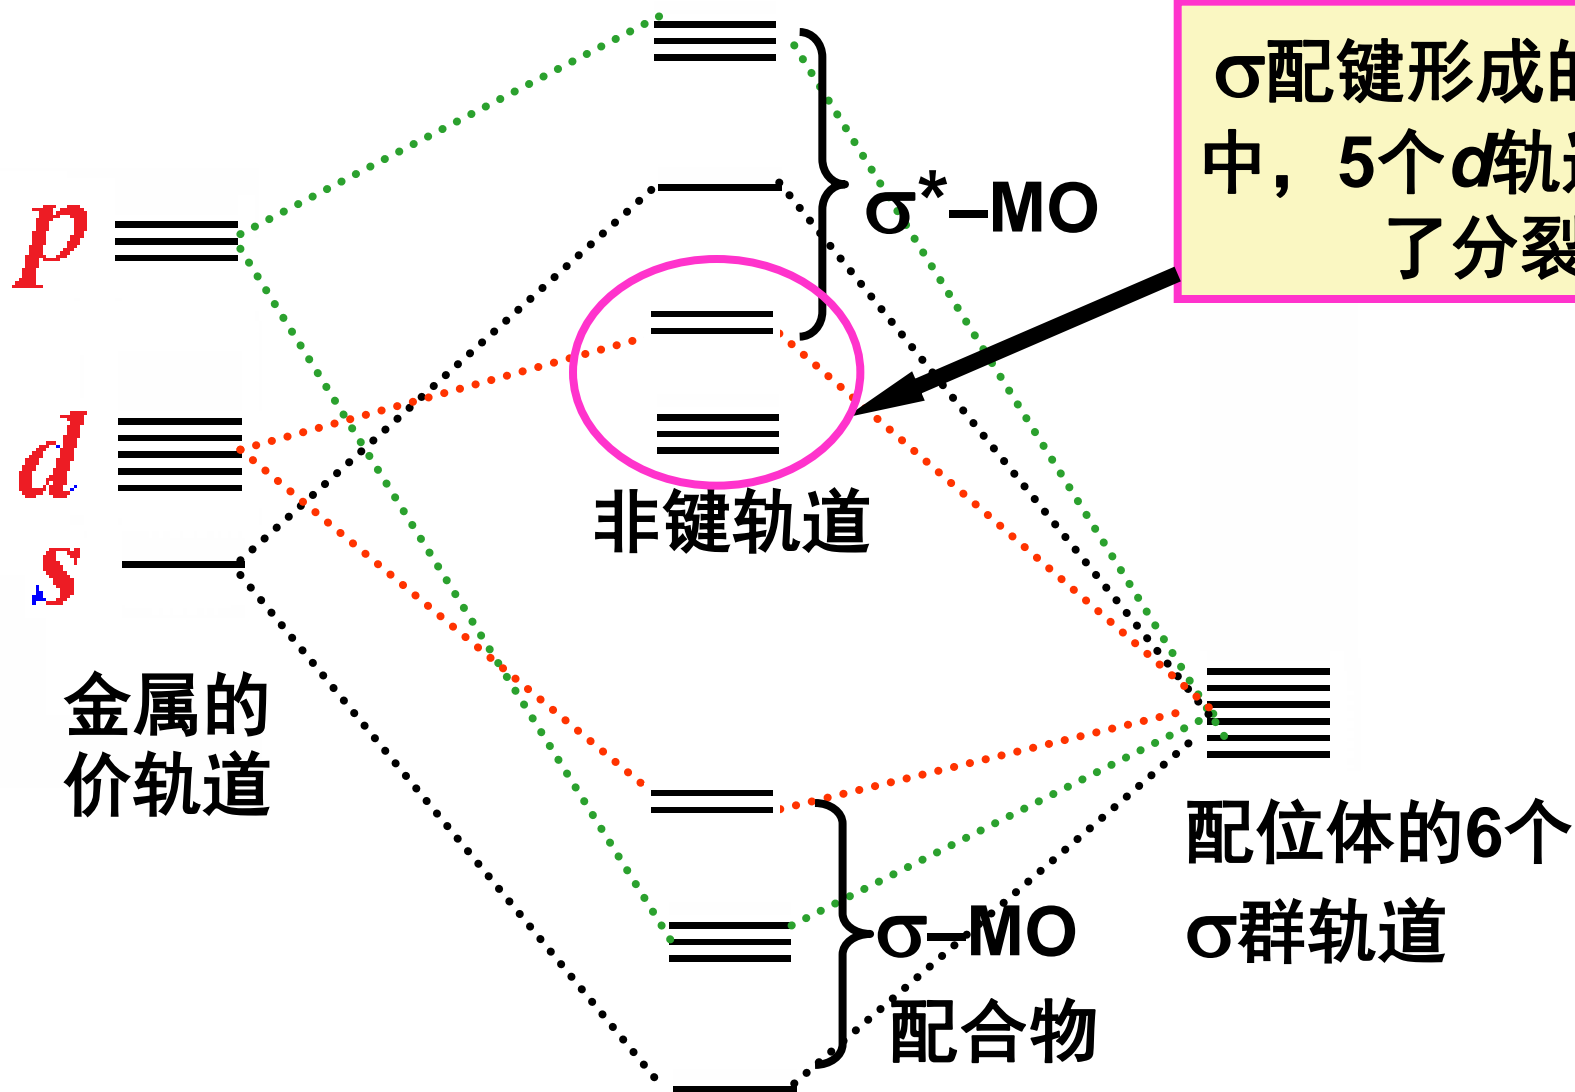 σ配键形成的
中，5个d轨道
了分裂
σ*–MO
p
d
s
非键轨道
金属的
价轨道
配位体的6个
σ群轨道
σ–MO
配合物